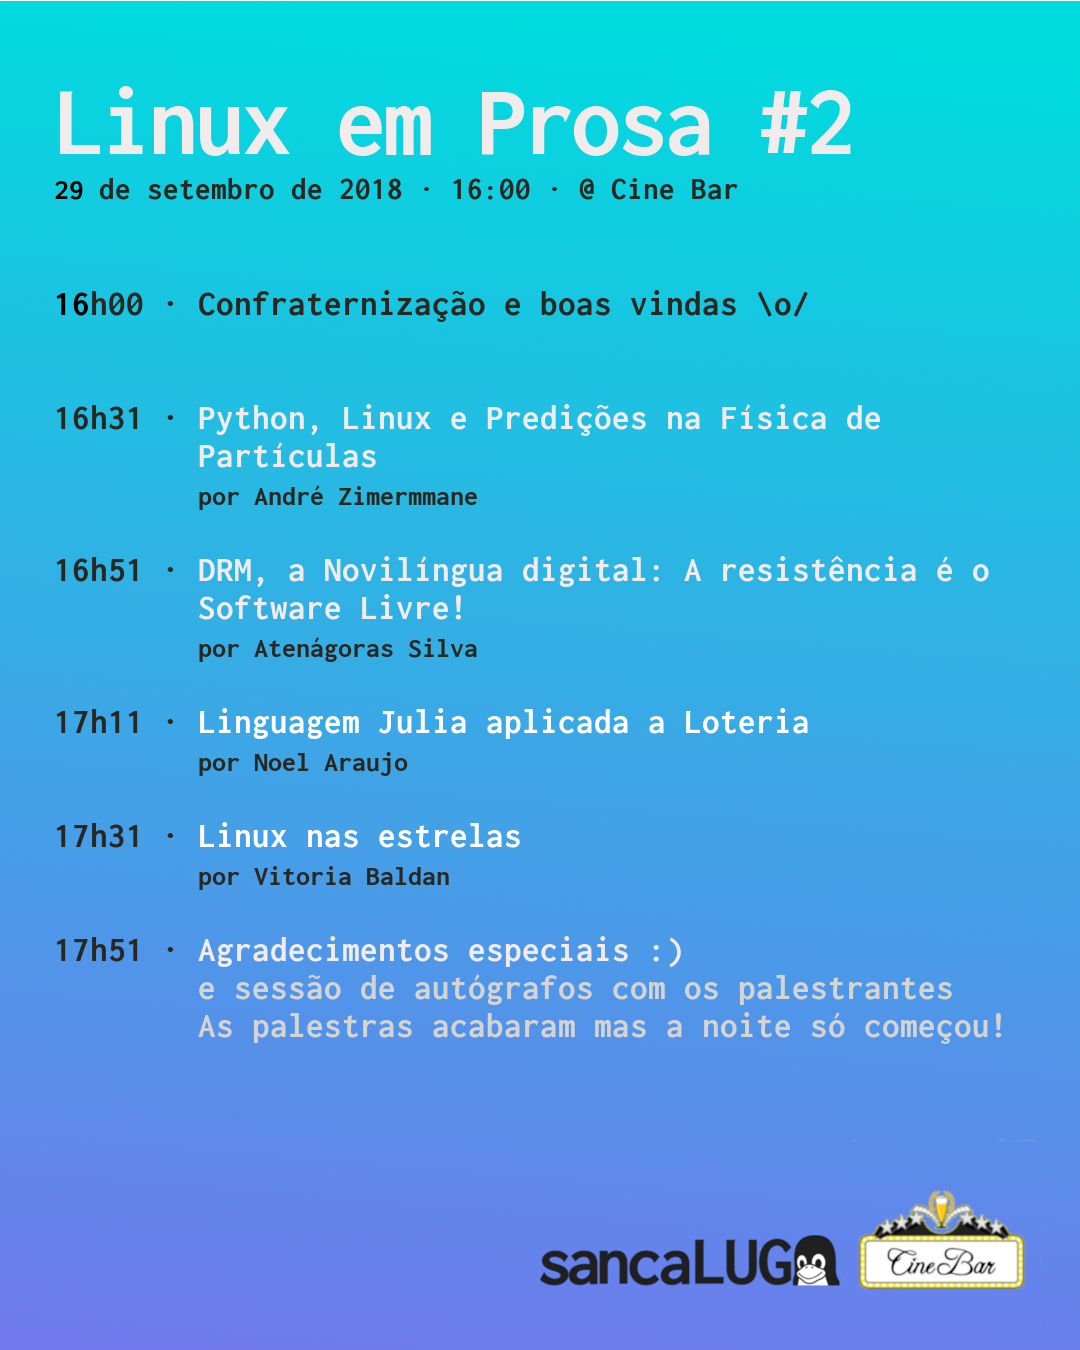 Linux em Prosa #2
29 de setembro de 2018 · 16:00 · @ Cine Bar
16h00 · Confraternização e boas vindas \o/
16h31 · Python, Linux e Predições na Física de
Partículas
por André Zimermmane
16h51 · DRM, a Novilíngua digital: A resistência é o
Software Livre!
por Atenágoras Silva
17h11 · Linguagem Julia aplicada a Loteria
por Noel Araujo
17h31 · Linux nas estrelas
por Vitoria Baldan
17h51 · Agradecimentos especiais :)
e sessão de autógrafos com os palestrantes
As palestras acabaram mas a noite só começou!
sancaLUG
Cine Bar